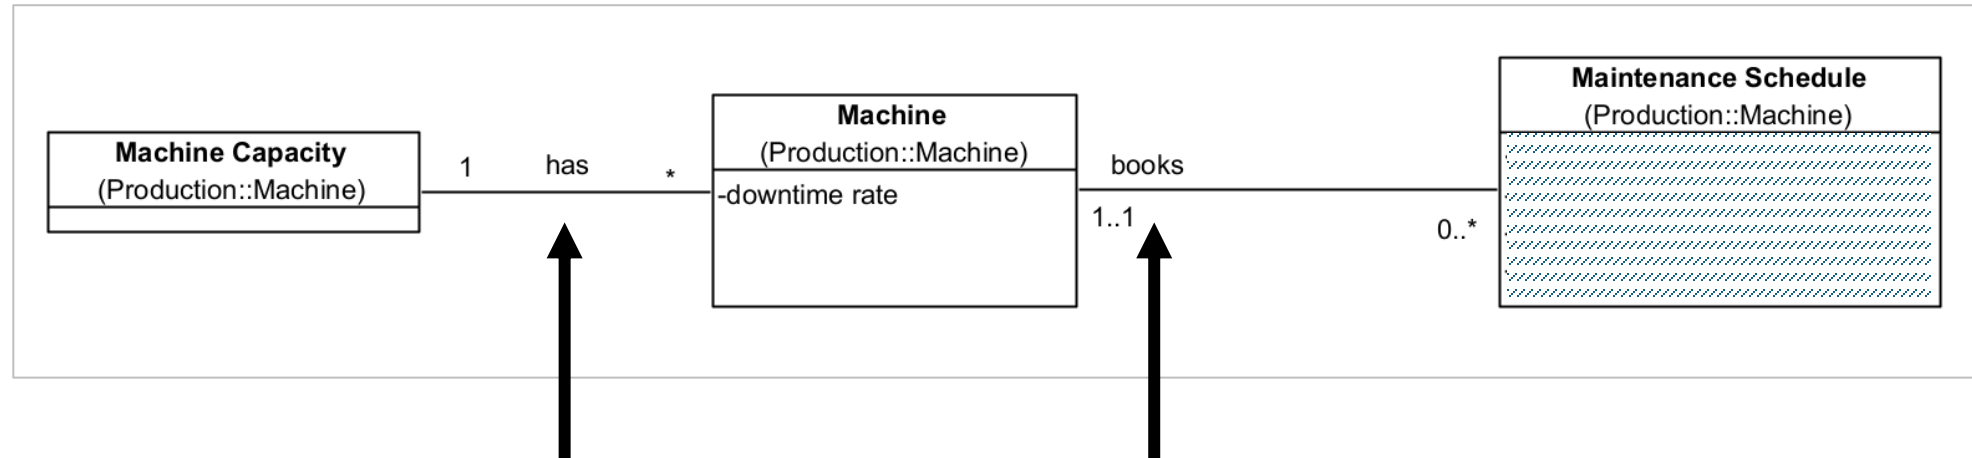 Machine Capacity
(Production::Machine)
1
has
*
Machine
(Production::Machine)
-downtime rate
books
1..1
0..*
Maintenance Schedule
(Production::Machine)